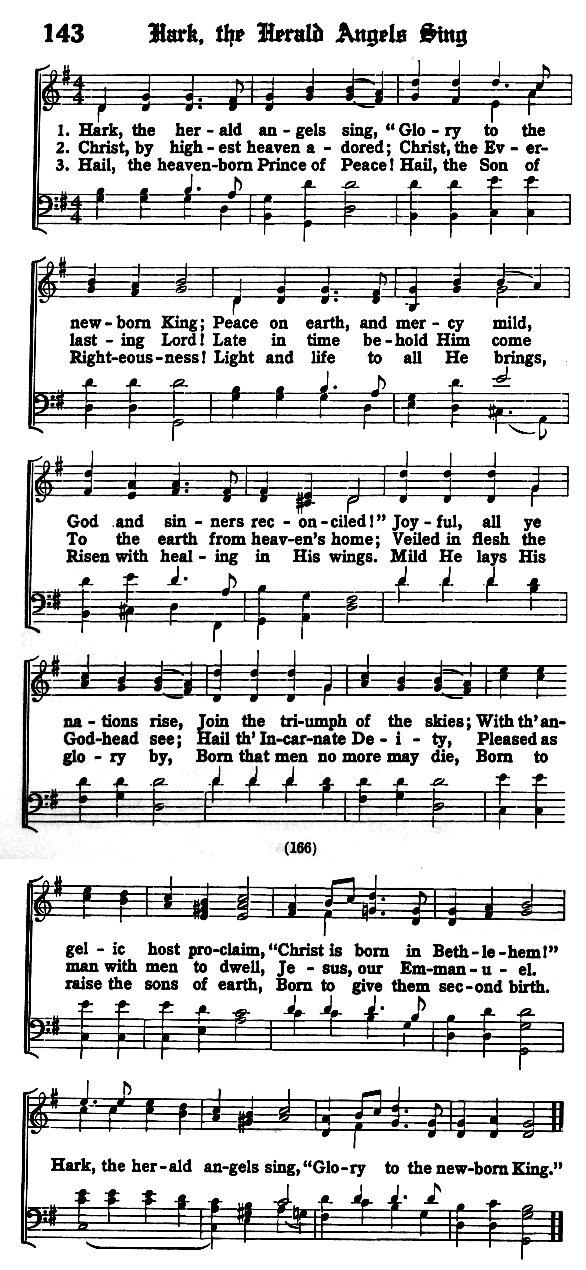 143 Hark, the Herald Angels Sing
1. Hark, the her-ald an-gels sing, “Glo-ry to the
2. Christ, by high-est heaven a-dored; Christ, the Ev-er-
3. Hail, the heaven-born Prince of Peace! Hail, the Son of
new-born King; Peace on earth, and mer-cy mild,
last-ing Lord! Late in time be-hold Him come
Right-eous-ness! Light and life to all He brings,
God and sin-ners rec-on-ciled!” Joy-ful, all ye
To the earth from heav-en's home; Veiled in flesh the
Risen with heal-ing in His wings. Mild He lays His
na-tions rise, Join the tri-umph of the skies; With th' an-
God-head see; Hail th' In-car-nate De-i-ty, Pleased as
glo-ry by, Born that men no more may die, Born to
(166)
gel-ic host pro-claim, “Christ is born in Beth-le-hem!”
man with men to dwell, Je-sus, our Em-man-u-el.
raise the sons of earth, Born to give them sec-ond birth.
Hark, the her-ald an-gels sing, “Glo-ry to the new-born King.”